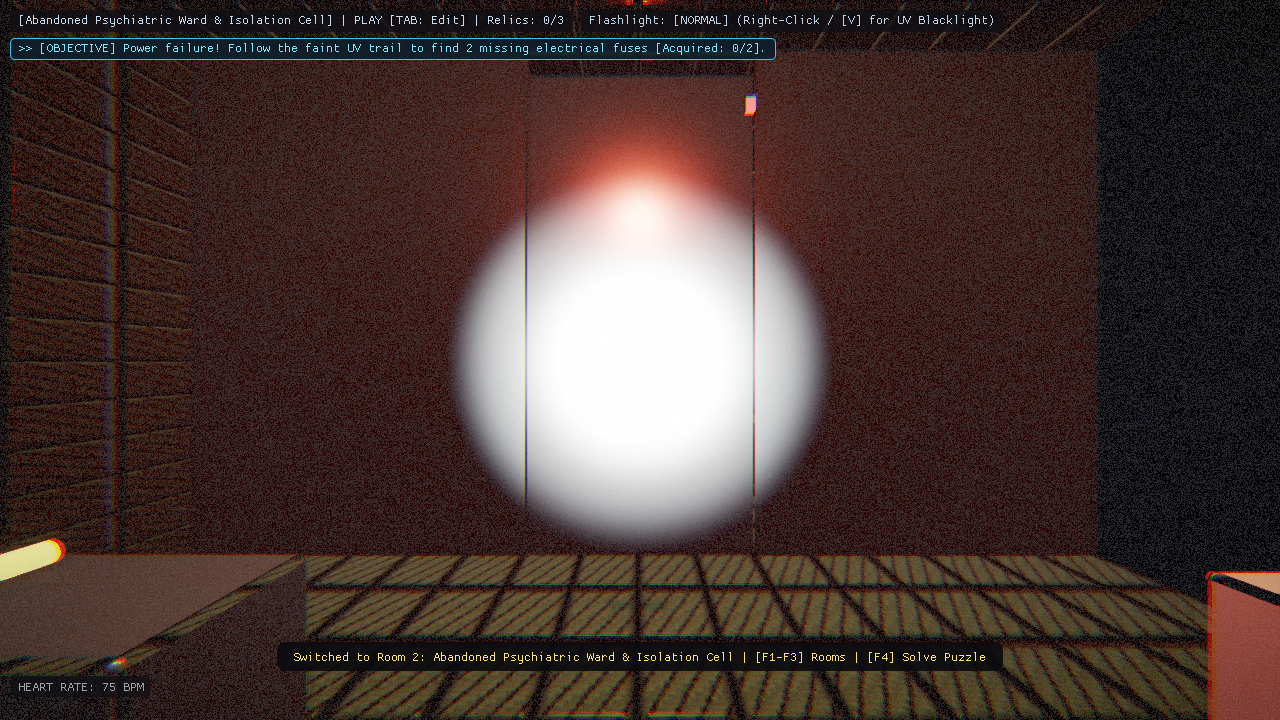 [Abandoned Psychiatric Ward & Isolation Cell] | PLAY [TAB: Edit] | Relics: 0/3
Flashlight: [NORMAL] (Right-Click / [V] for UV Blacklight)
>> [OBJECTIVE] Power failure! Follow the faint UV trail to find 2 missing electrical fuses [Acquired: 0/2].
Switched to Room 2: Abandoned Psychiatric Ward & Isolation Cell | [F1-F3] Rooms | [F4] Solve Puzzle
HEART RATE: 75 BPM